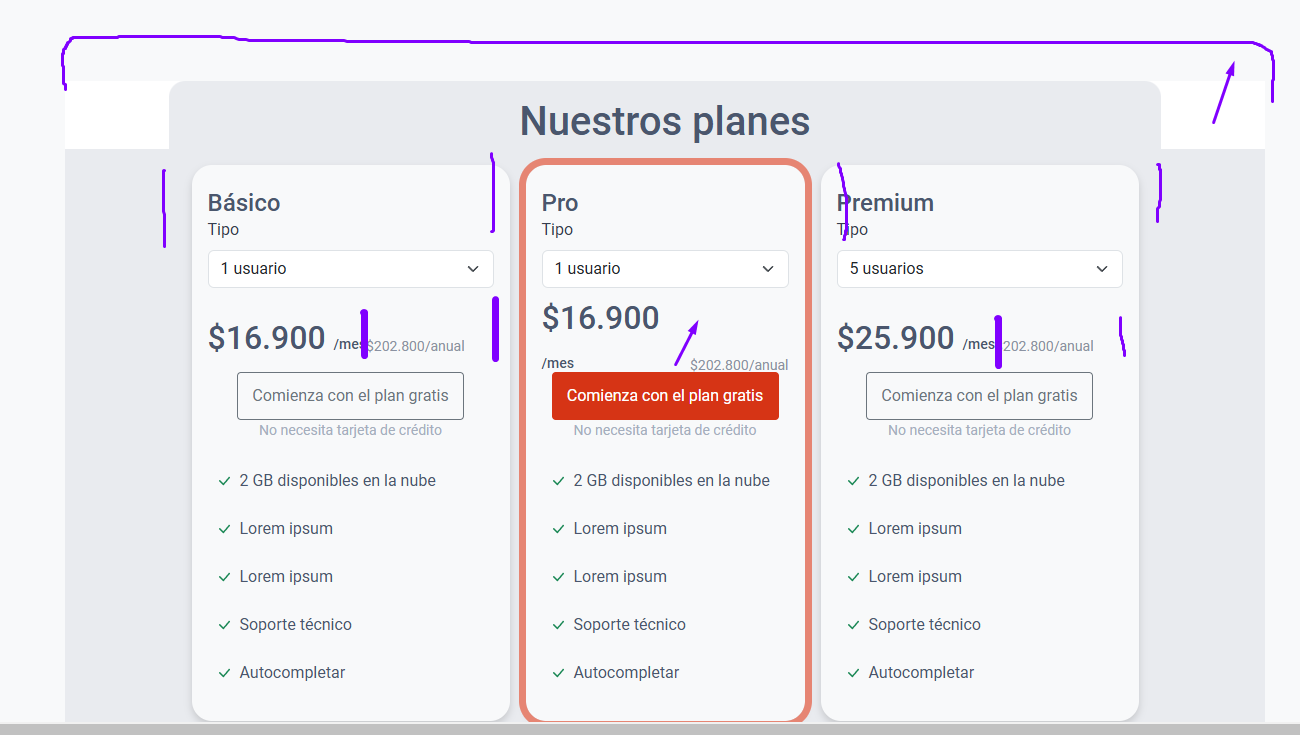 Nuestros planes
Básico
Tipo
1 usuario
$16.900 /mes $202.800/anual
Comienza con el plan gratis
No necesita tarjeta de crédito
2 GB disponibles en la nube
Lorem ipsum
Lorem ipsum
Soporte técnico
Autocompletar
Pro
Tipo
1 usuario
$16.900
/mes $202.800/anual
Comienza con el plan gratis
No necesita tarjeta de crédito
2 GB disponibles en la nube
Lorem ipsum
Lorem ipsum
Soporte técnico
Autocompletar
Premium
Tipo
5 usuarios
$25.900 /mes 202.800/anual
Comienza con el plan gratis
No necesita tarjeta de crédito
2 GB disponibles en la nube
Lorem ipsum
Lorem ipsum
Soporte técnico
Autocompletar